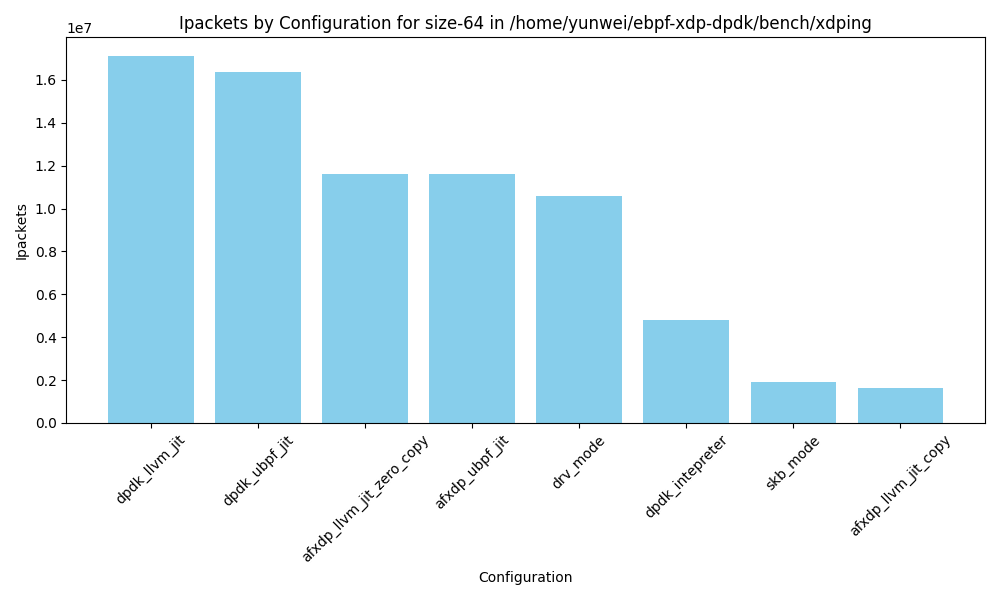 Ipackets by Configuration for size-64 in /home/yunwei/ebpf-xdp-dpdk/bench/xdping
1e7
1.6
1.4
1.2
1.0
0.8
0.6
0.4
0.2
0.0
Ipackets
dpdk_llvm_jit
dpdk_ubpf_jit
afxdp_llvm_jit_zero_copy
afxdp_ubpf_jit
drv_mode
dpdk_intepreter
skb_mode
afxdp_llvm_jit_copy
Configuration